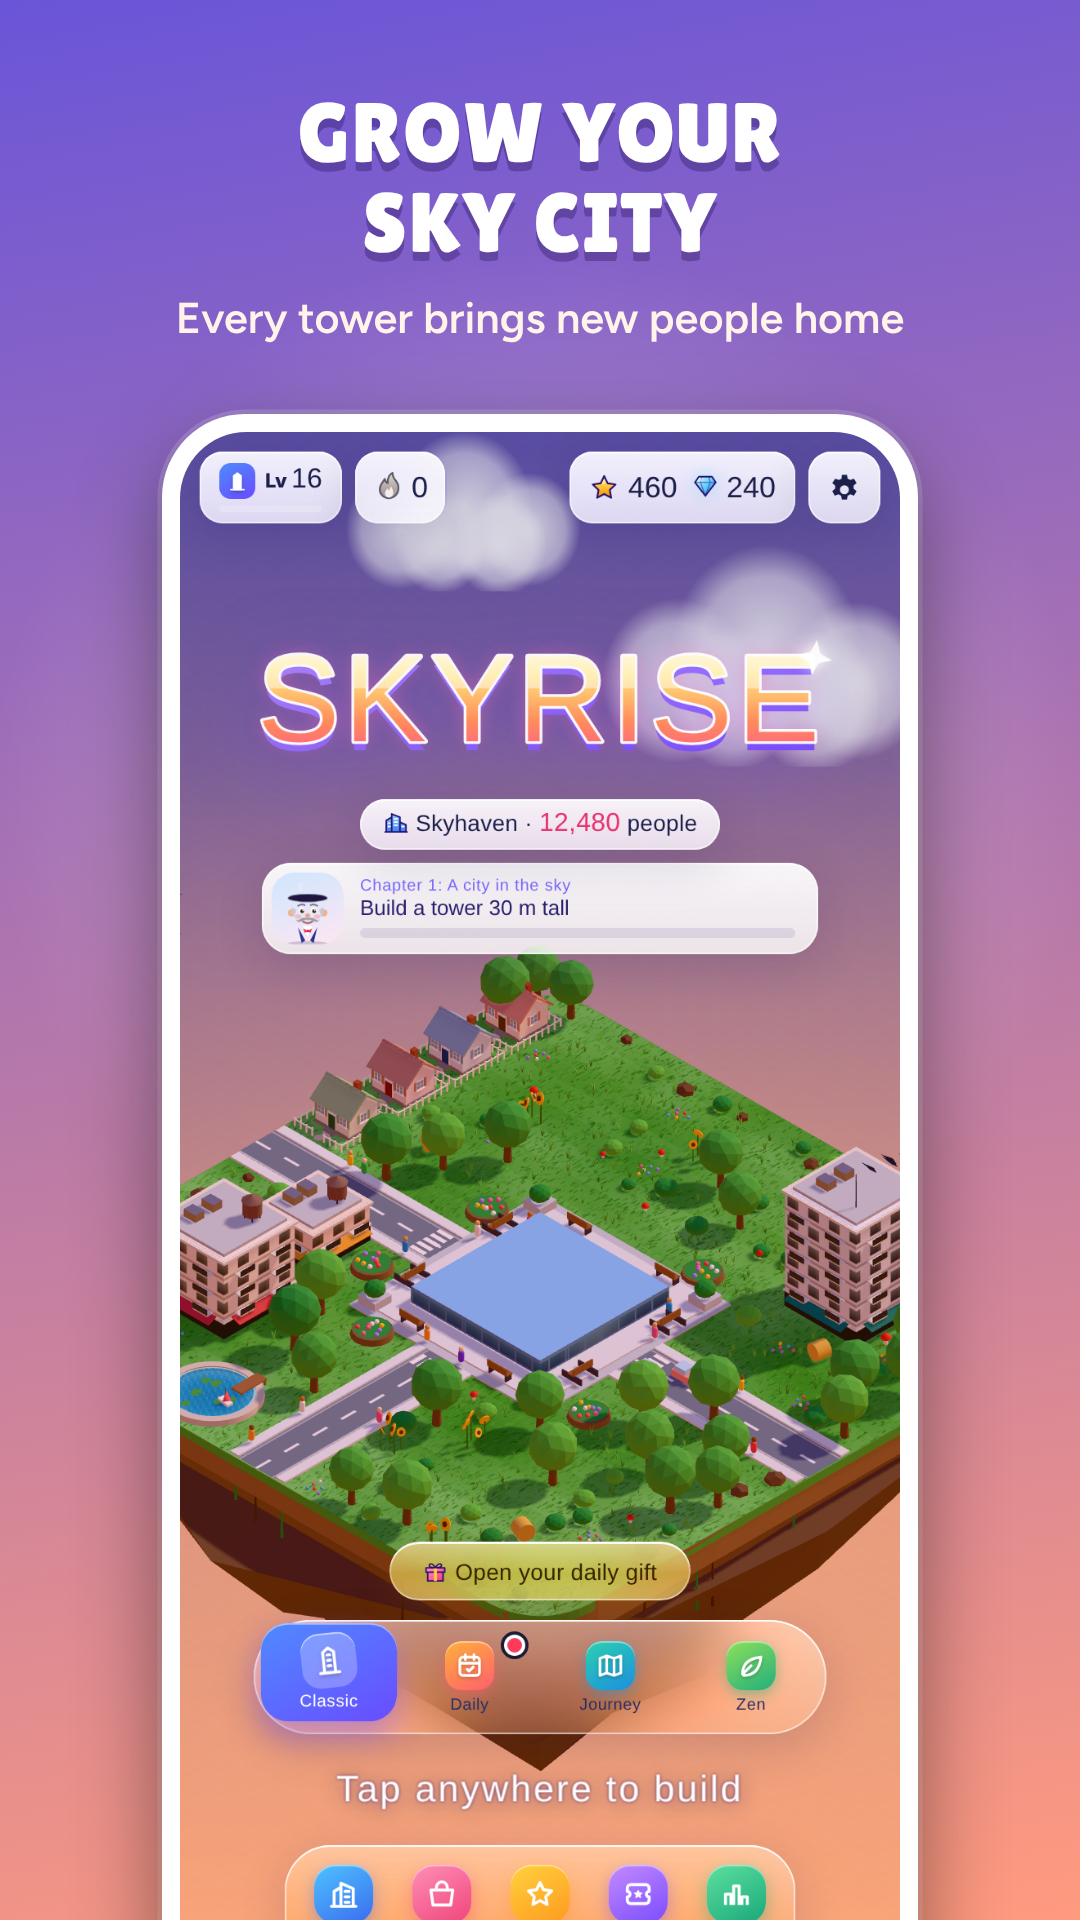 GROW YOUR
SKY CITY
Every tower brings new people home
Lv 16
0
460 240
SKYRISE
Skyhaven · 12,480 people
Chapter 1: A city in the sky
Build a tower 30 m tall
Open your daily gift
Classic
Daily
Journey
Zen
Tap anywhere to build